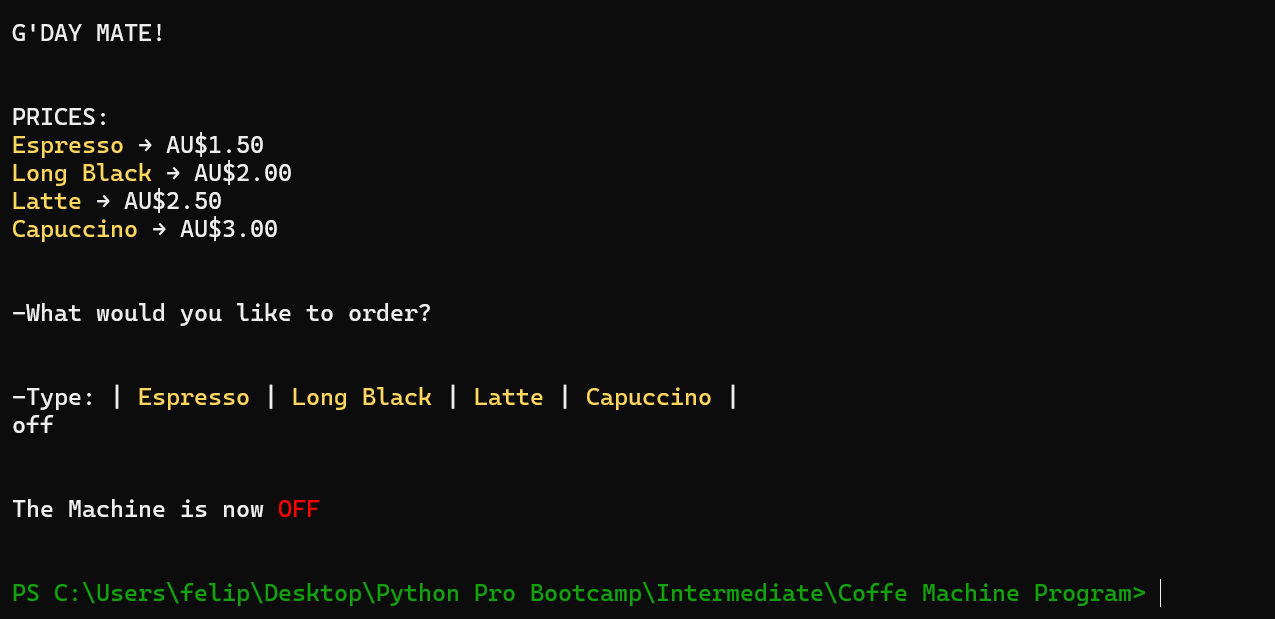 G'DAY MATE!
PRICES:
Espresso → AU$1.50
Long Black → AU$2.00
Latte → AU$2.50
Capuccino → AU$3.00
-What would you like to order?
-Type: | Espresso | Long Black | Latte | Capuccino |
off
The Machine is now OFF
PS C:\Users\felip\Desktop\Python Pro Bootcamp\Intermediate\Coffe Machine Program>